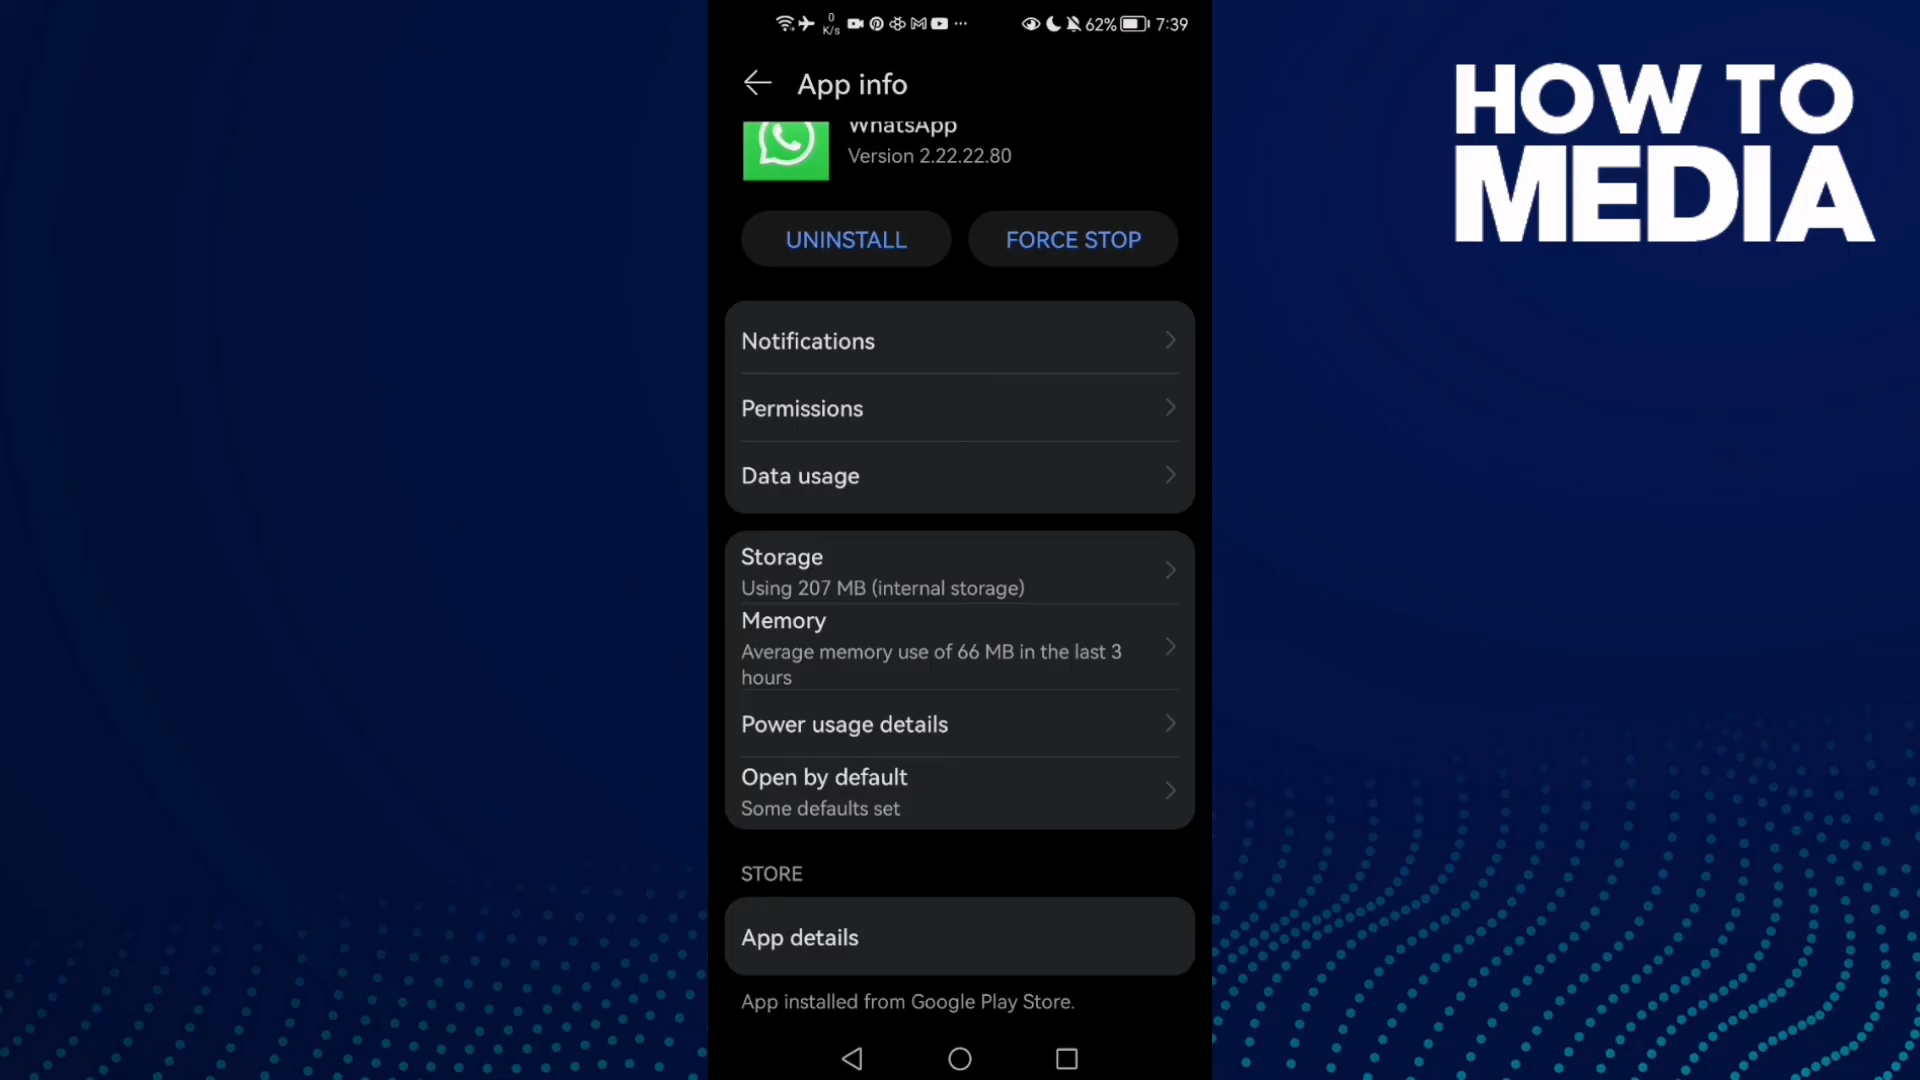 0
K/s
62%
7:39
App info
WhatsApp
Version 2.22.22.80
UNINSTALL
FORCE STOP
Notifications
Permissions
Data usage
Storage
Using 207 MB (internal storage)
Memory
Average memory use of 66 MB in the last 3
hours
Power usage details
Open by default
Some defaults set
STORE
App details
App installed from Google Play Store.
HOW TO
MEDIA